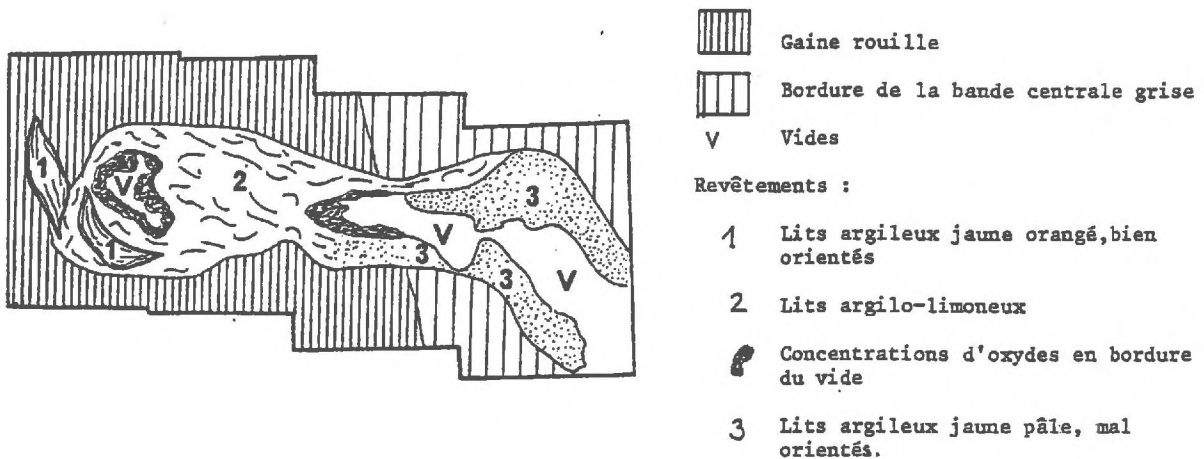 Gaine rouille
Bordure de la bande centrale grise
V Vides
Revêtements :
1 Lits argileux jaune orangé,bien
orientés
2 Lits argilo-limoneux
Concentrations d'oxydes en bordure
du vide
3 Lits argileux jaune pâle, mal
orientés.
1
V
2
1
3
V
3
3
V